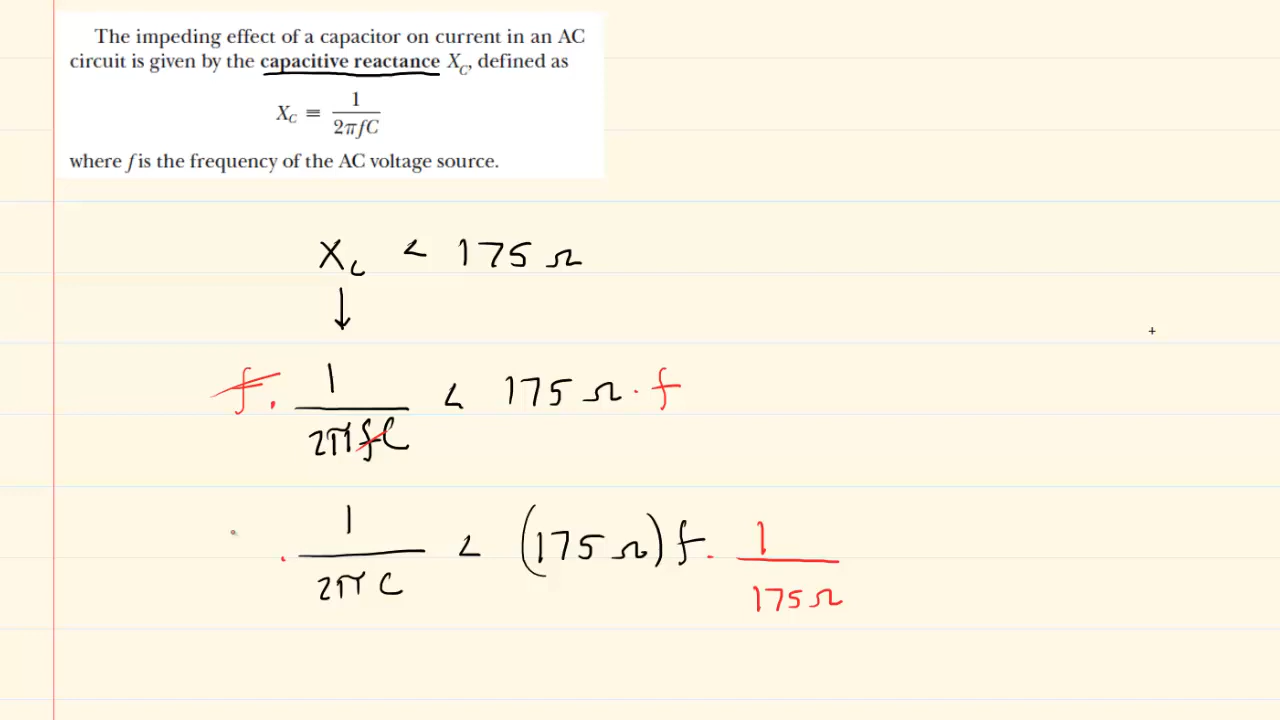 The impeding effect of a capacitor on current in an AC
circuit is given by the capacitive reactance X_C, defined as
X_C ≡ 1/(2πfC)
where f is the frequency of the AC voltage source.
X_C < 175 Ω
↓
f · 1/(2πfC) < 175 Ω · f
· 1/(2πC) < (175 Ω) f · 1/(175 Ω)